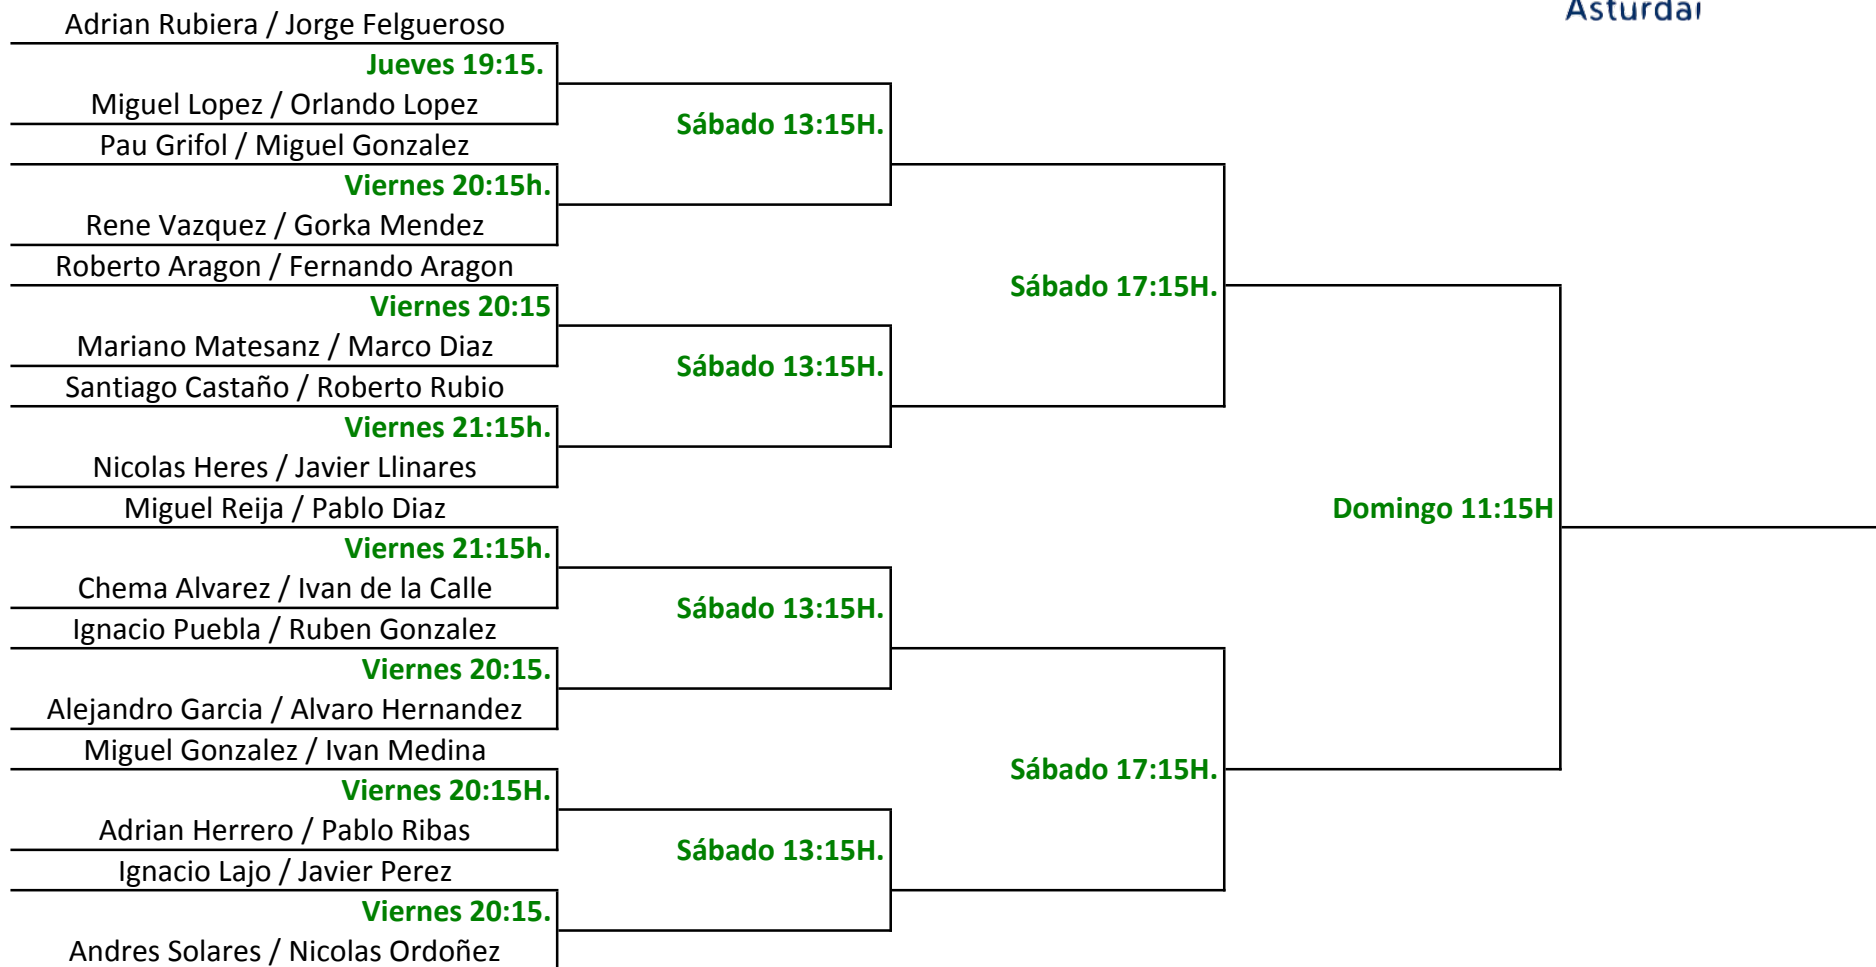 Adrian Rubiera / Jorge Felgueroso
Jueves 19:15.
Miguel Lopez / Orlando Lopez
Sábado 13:15H.
Pau Grifol / Miguel Gonzalez
Viernes 20:15h.
Rene Vazquez / Gorka Mendez
Roberto Aragon / Fernando Aragon
Sábado 17:15H.
Viernes 20:15
Mariano Matesanz / Marco Diaz
Sábado 13:15H.
Santiago Castaño / Roberto Rubio
Viernes 21:15h.
Nicolas Heres / Javier Llinares
Miguel Reija / Pablo Diaz
Domingo 11:15H
Viernes 21:15h.
Chema Alvarez / Ivan de la Calle
Sábado 13:15H.
Ignacio Puebla / Ruben Gonzalez
Viernes 20:15.
Alejandro Garcia / Alvaro Hernandez
Miguel Gonzalez / Ivan Medina
Sábado 17:15H.
Viernes 20:15H.
Adrian Herrero / Pablo Ribas
Sábado 13:15H.
Ignacio Lajo / Javier Perez
Viernes 20:15.
Andres Solares / Nicolas Ordoñez